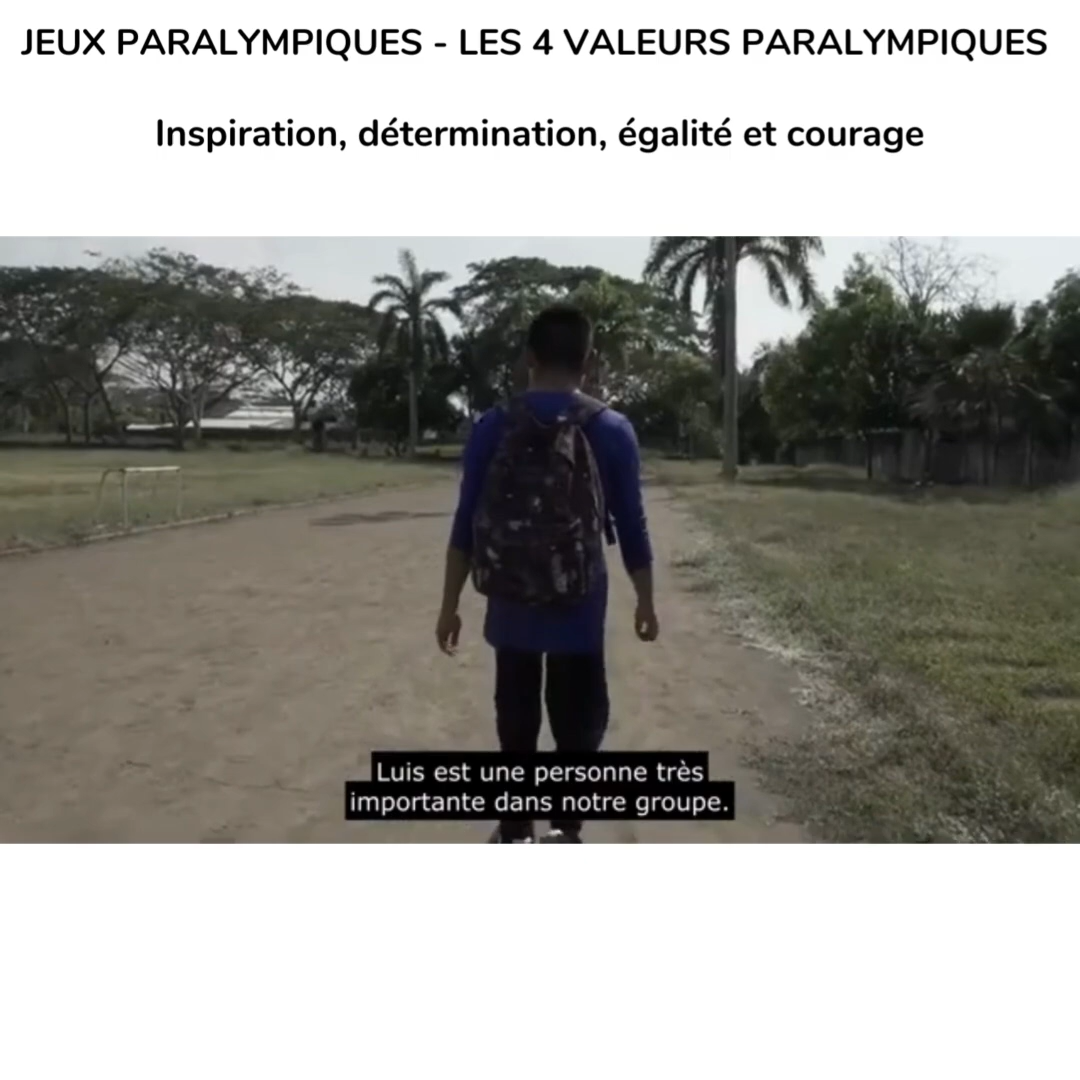 JEUX PARALYMPIQUES - LES 4 VALEURS PARALYMPIQUES
Inspiration, détermination, égalité et courage
Luis est une personne très
importante dans notre groupe.